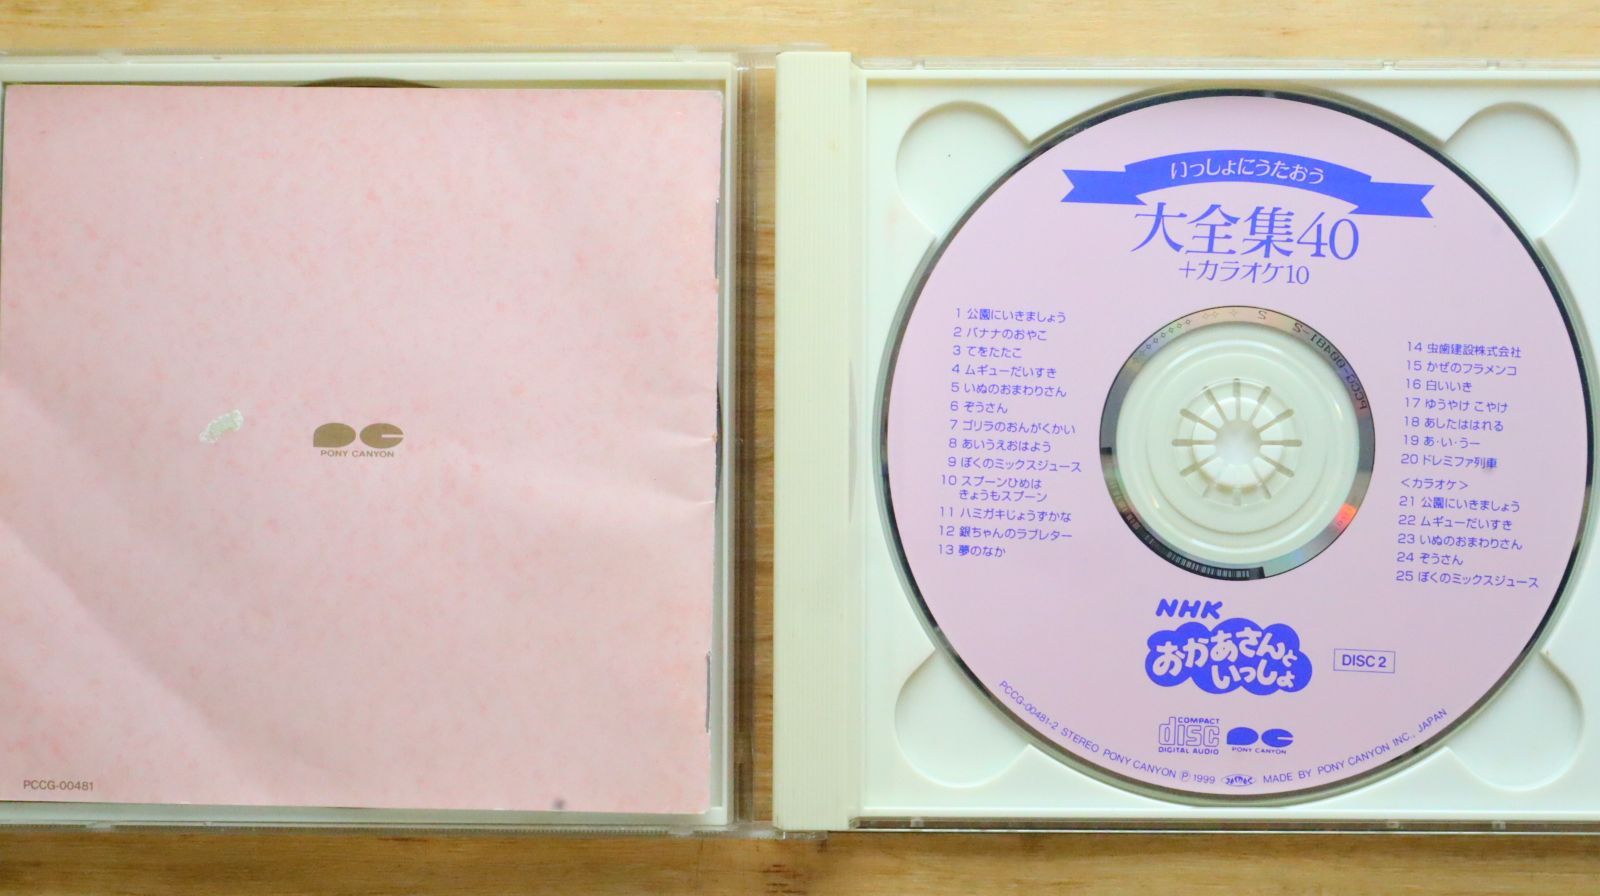 PONY CANYON
PCCG-00481
いっしょにうたおう
大全集40
+カラオケ10
1 公園にいきましょう
2 バナナのおやこ
3 てをたたこ
4 ムギューだいすき
5 いぬのおまわりさん
6 ぞうさん
7 ゴリラのおんがくかい
8 あいうえおはよう
9 ぼくのミックスジュース
10 スプーンひめは
きょうもスプーン
11 ハミガキじょうずかな
12 銀ちゃんのラブレター
13 夢のなか
14 虫歯建設株式会社
15 かぜのフラメンコ
16 白いいき
17 ゆうやけ こやけ
18 あしたははれる
19 あ・い・うー
20 ドレミファ列車
<カラオケ>
21 公園にいきましょう
22 ムギューだいすき
23 いぬのおまわりさん
24 ぞうさん
25 ぼくのミックスジュース
PCCG-00481-2
NHK
おかあさんと
いっしょ
DISC 2
COMPACT
disc
DIGITAL AUDIO
PONY CANYON
PCCG-00481-2 STEREO PONY CANYON Ⓟ 1999 JASRAC MADE BY PONY CANYON INC., JAPAN